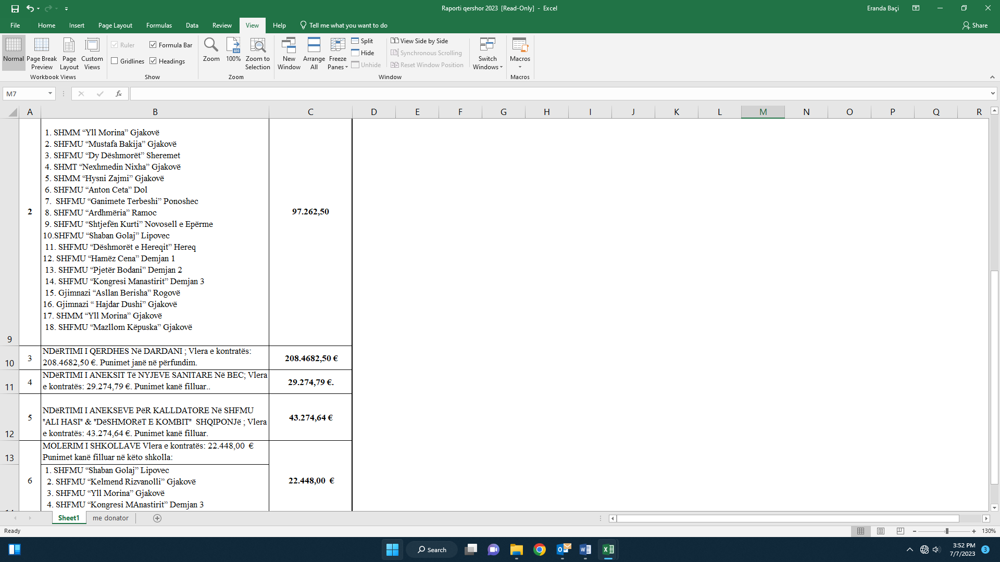 Raporti qershor 2023 [Read-Only] - Excel
Eranda Baçi
File Home Insert Page Layout Formulas Data Review View Help Tell me what you want to do Share
Normal
Page Break Preview
Page Layout
Custom Views
Workbook Views
Ruler
Formula Bar
Gridlines
Headings
Show
Zoom
100%
Zoom to Selection
Zoom
New Window
Arrange All
Freeze Panes
Split
Hide
Unhide
View Side by Side
Synchronous Scrolling
Reset Window Position
Window
Switch Windows
Macros
Macros
M7
fx
A B C D E F G H I J K L M N O P Q R
1. SHMM “Yll Morina” Gjakovë
2. SHFMU “Mustafa Bakija” Gjakovë
3. SHFMU “Dy Dëshmorët” Sheremet
4. SHMT “Nexhmedin Nixha” Gjakovë
5. SHMM “Hysni Zajmi” Gjakovë
6. SHFMU “Anton Ceta” Dol
7. SHFMU “Ganimete Terbeshi” Ponoshec
2
8. SHFMU “Ardhmëria” Ramoc
97.262,50
9. SHFMU “Shtjefën Kurti” Novosell e Epërme
10.SHFMU “Shaban Golaj” Lipovec
11. SHFMU “Dëshmorët e Hereqit” Hereq
12. SHFMU “Hamëz Cena” Demjan 1
13. SHFMU “Pjetër Bodani” Demjan 2
14. SHFMU “Kongresi Manastirit” Demjan 3
15. Gjimnazi “Asllan Berisha” Rogovë
16. Gjimnazi “ Hajdar Dushi” Gjakovë
17. SHMM “Yll Morina” Gjakovë
18. SHFMU “Mazllom Këpuska” Gjakovë
9
10
3
NDëRTIMI I QERDHES Në DARDANI ; Vlera e kontratës:
208.4682,50 €. Punimet janë në përfundim.
208.4682,50 €
11
4
NDëRTIMI I ANEKSIT Të NYJEVE SANITARE Në BEC; Vlera
e kontratës: 29.274,79 €. Punimet kanë filluar..
29.274,79 €.
12
5
NDëRTIMI I ANEKSEVE PëR KALLDATORE Në SHFMU
"ALI HASI" & "DëSHMORëT E KOMBIT" SHQIPONJë ; Vlera
e kontratës: 43.274,64 €. Punimet kanë filluar.
43.274,64 €
13
MOLERIM I SHKOLLAVE Vlera e kontratës: 22.448,00 €
Punimet kanë filluar në këto shkolla:
6
1. SHFMU “Shaban Golaj” Lipovec
2. SHFMU “Kelmend Rizvanolli” Gjakovë
3. SHFMU “Yll Morina” Gjakovë
4. SHFMU “Kongresi MAnastirit” Demjan 3
22.448,00 €
Sheet1 me donator
Ready
130%
Search
3:52 PM
7/7/2023
3